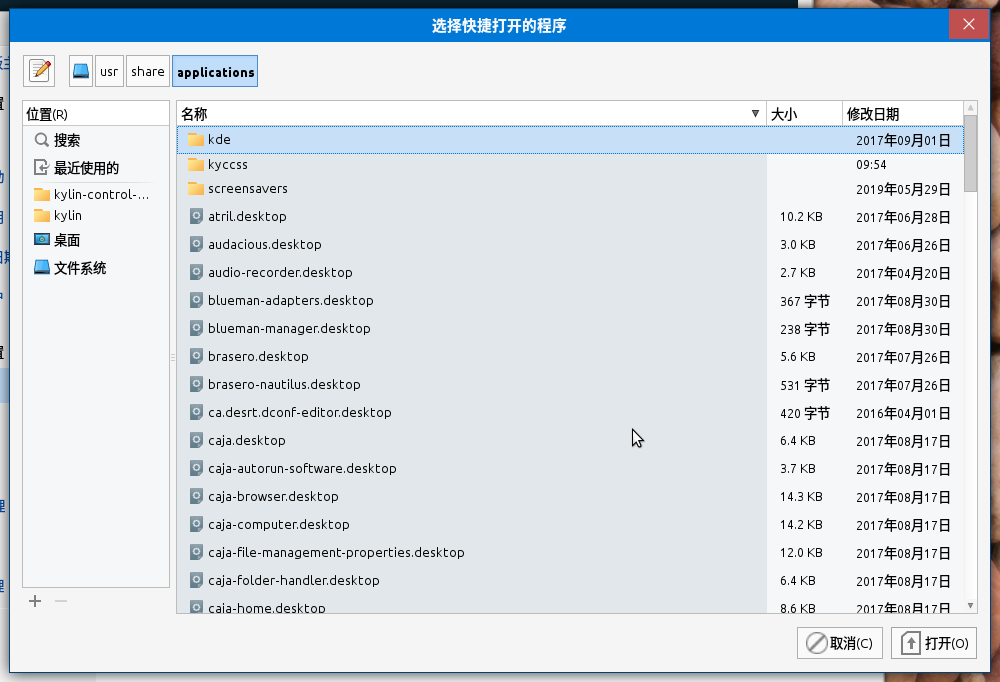 选择快捷打开的程序
usr share applications
位置(R)
搜索
最近使用的
kylin-control-...
kylin
桌面
文件系统
名称 大小 修改日期
kde 2017年09月01日
kyccss 09:54
screensavers 2019年05月29日
atril.desktop 10.2 KB 2017年06月28日
audacious.desktop 3.0 KB 2017年06月26日
audio-recorder.desktop 2.7 KB 2017年04月20日
blueman-adapters.desktop 367 字节 2017年08月30日
blueman-manager.desktop 238 字节 2017年08月30日
brasero.desktop 5.6 KB 2017年07月26日
brasero-nautilus.desktop 531 字节 2017年07月26日
ca.desrt.dconf-editor.desktop 420 字节 2016年04月01日
caja.desktop 6.4 KB 2017年08月17日
caja-autorun-software.desktop 3.7 KB 2017年08月17日
caja-browser.desktop 14.3 KB 2017年08月17日
caja-computer.desktop 14.2 KB 2017年08月17日
caja-file-management-properties.desktop 12.0 KB 2017年08月17日
caja-folder-handler.desktop 6.4 KB 2017年08月17日
caja-home.desktop 8.6 KB 2017年08月17日
取消(C) 打开(O)